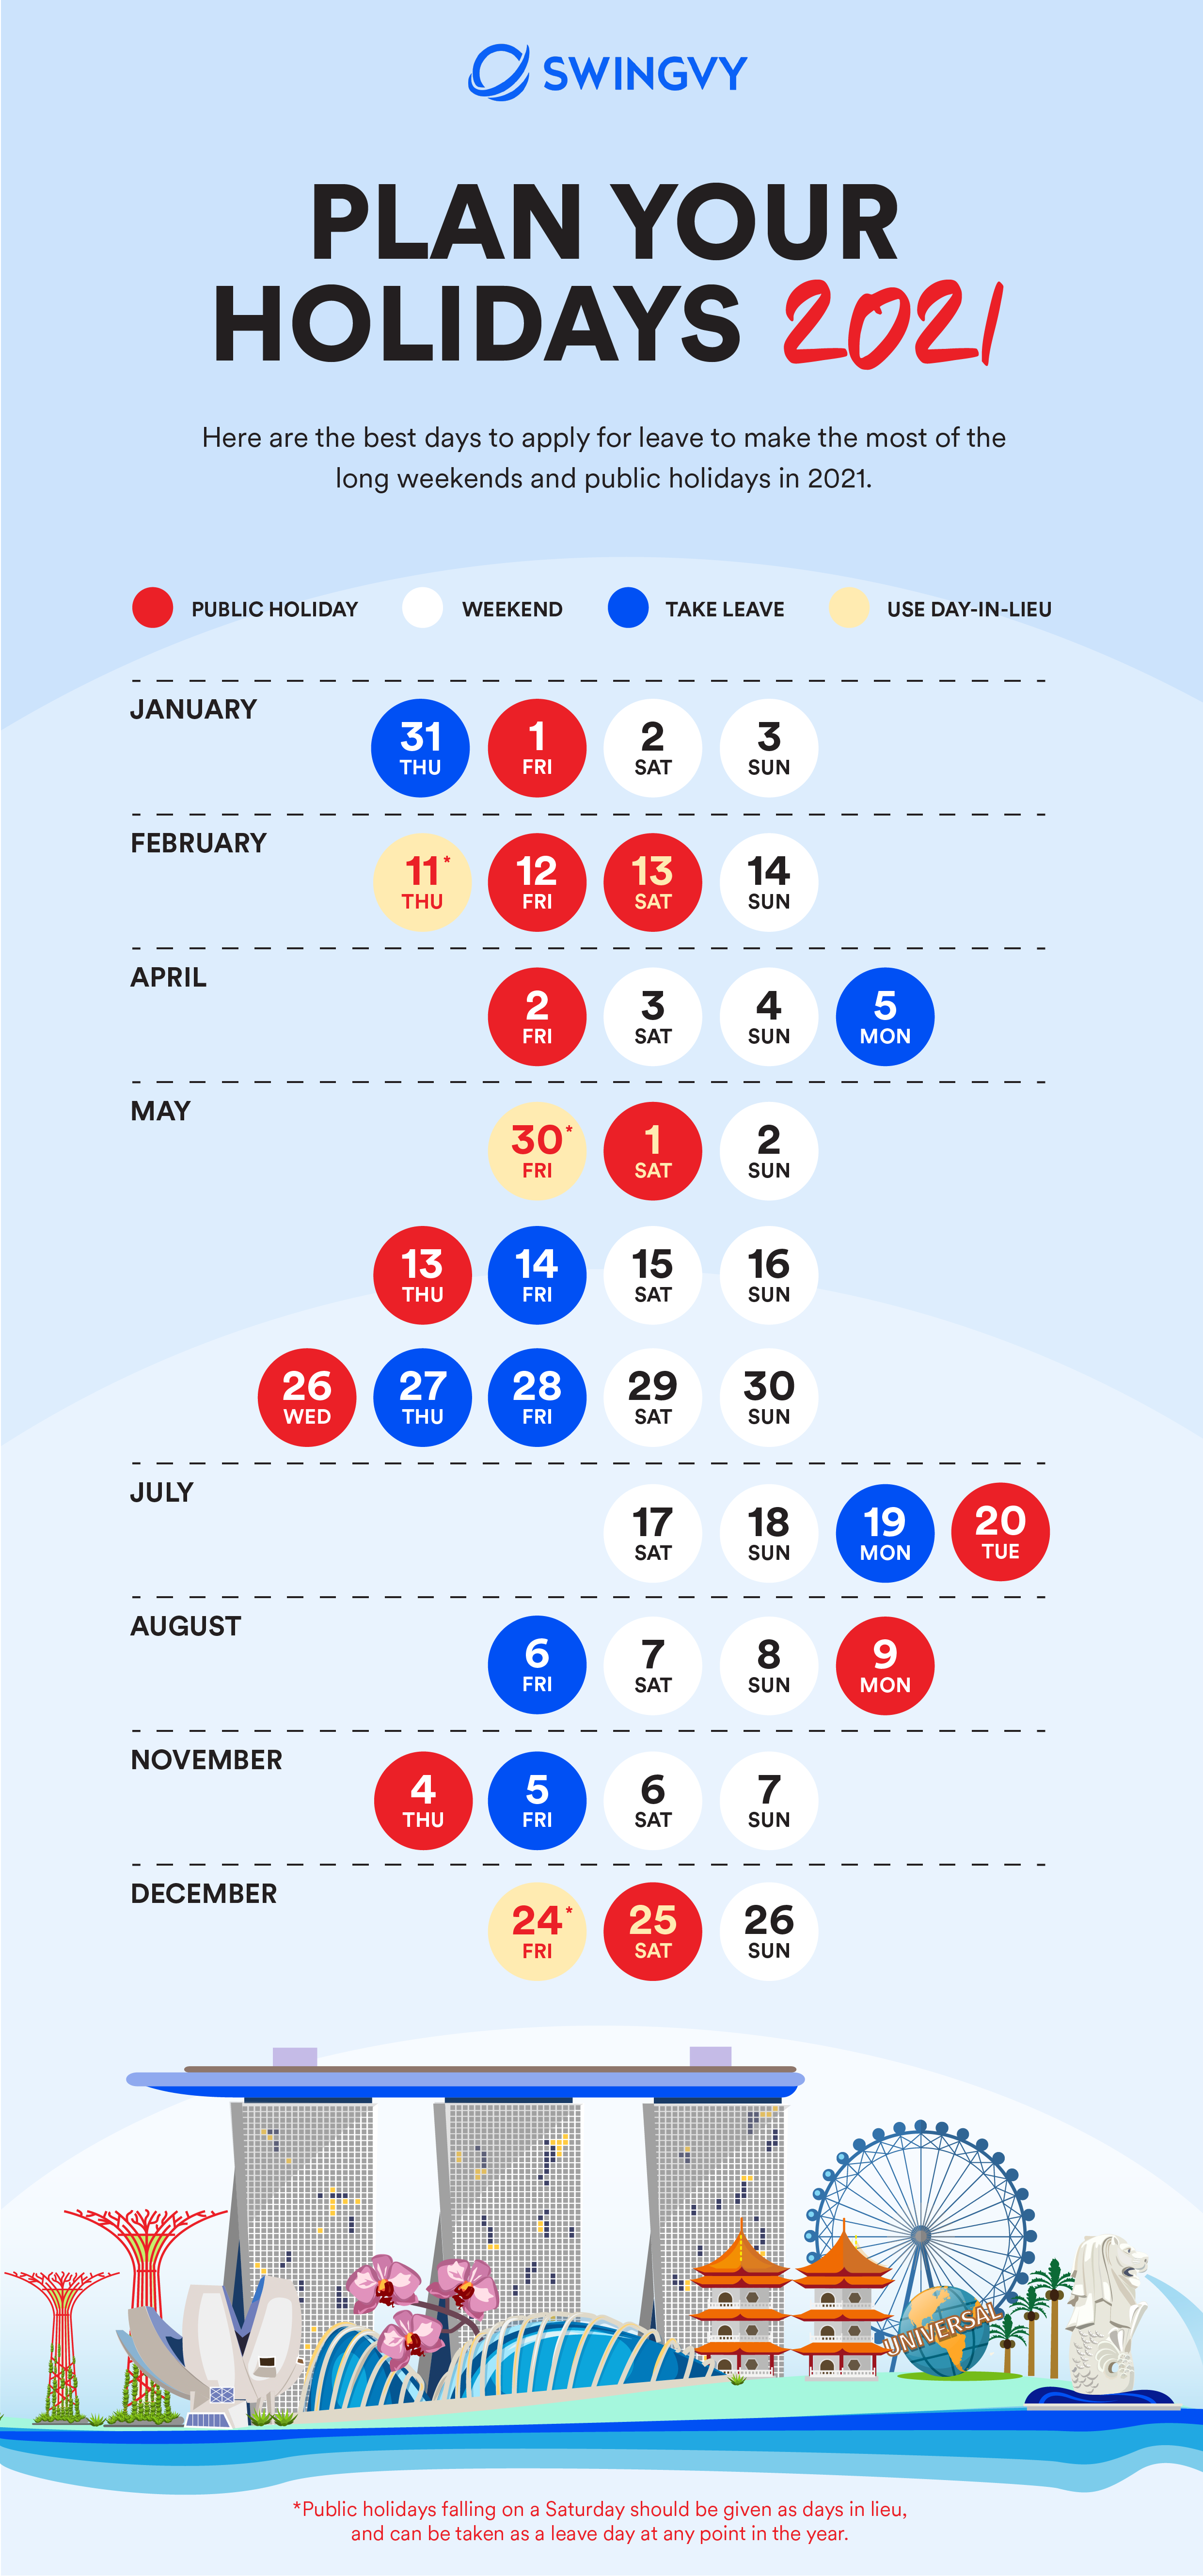 SWINGVY
PLAN YOUR
HOLIDAYS 2021
Here are the best days to apply for leave to make the most of the
long weekends and public holidays in 2021.
PUBLIC HOLIDAY WEEKEND TAKE LEAVE USE DAY-IN-LIEU
JANUARY
31 1 2 3
THU FRI SAT SUN
FEBRUARY
11* 12 13 14
THU FRI SAT SUN
APRIL
2 3 4 5
FRI SAT SUN MON
MAY
30* 1 2
FRI SAT SUN
13 14 15 16
THU FRI SAT SUN
26 27 28 29 30
WED THU FRI SAT SUN
JULY
17 18 19 20
SAT SUN MON TUE
AUGUST
6 7 8 9
FRI SAT SUN MON
NOVEMBER
4 5 6 7
THU FRI SAT SUN
DECEMBER
24* 25 26
FRI SAT SUN
UNIVERSAL
*Public holidays falling on a Saturday should be given as days in lieu,
and can be taken as a leave day at any point in the year.